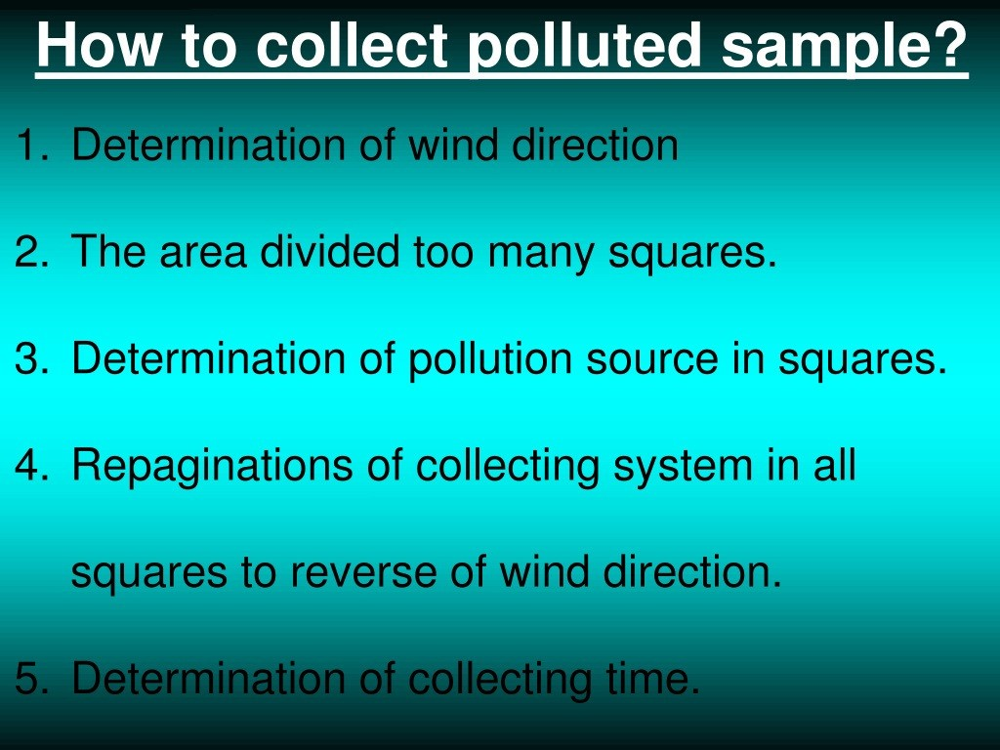 How to collect polluted sample?
1. Determination of wind direction
2. The area divided too many squares.
3. Determination of pollution source in squares.
4. Repaginations of collecting system in all
squares to reverse of wind direction.
5. Determination of collecting time.